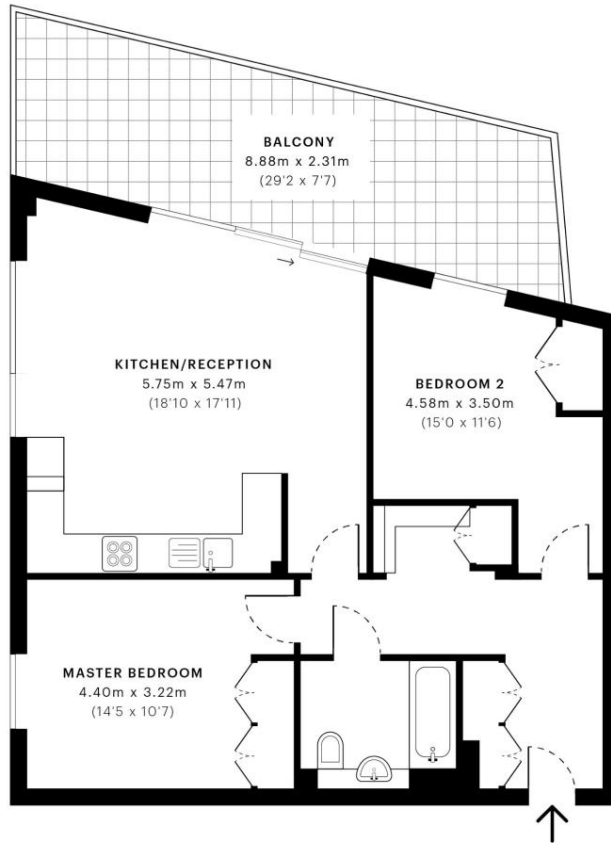 BALCONY
8.88m x 2.31m
(29'2 x 7'7)
KITCHEN/RECEPTION
5.75m x 5.47m
(18'10 x 17'11)
BEDROOM 2
4.58m x 3.50m
(15'0 x 11'6)
MASTER BEDROOM
4.40m x 3.22m
(14'5 x 10'7)